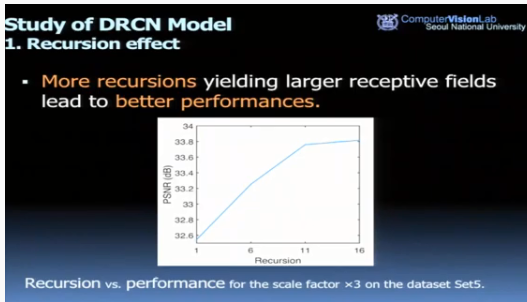 Study of DRCN Model
ComputerVisionLab
Seoul National University
1. Recursion effect
▪ More recursions yielding larger receptive fields
lead to better performances.
34
33.8
33.6
33.4
33.2
33
32.8
32.6
PSNR (dB)
1 6 11 16
Recursion
Recursion vs. performance for the scale factor ×3 on the dataset Set5.